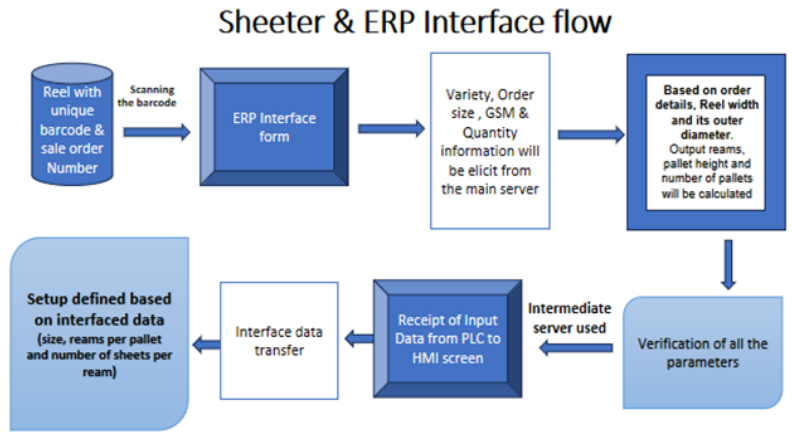 Sheeter & ERP Interface flow
Reel with
unique
barcode &
sale order
Number
Scanning
the barcode
ERP Interface
form
Variety, Order
size , GSM &
Quantity
information will
be elicit from
the main server
Based on order
details, Reel width
and its outer
diameter.
Output reams,
pallet height and
number of pallets
will be calculated
Setup defined based
on interfaced data
(size, reams per pallet
and number of sheets per
ream)
Interface data
transfer
Receipt of Input
Data from PLC to
HMI screen
Intermediate
server used
Verification of all the
parameters